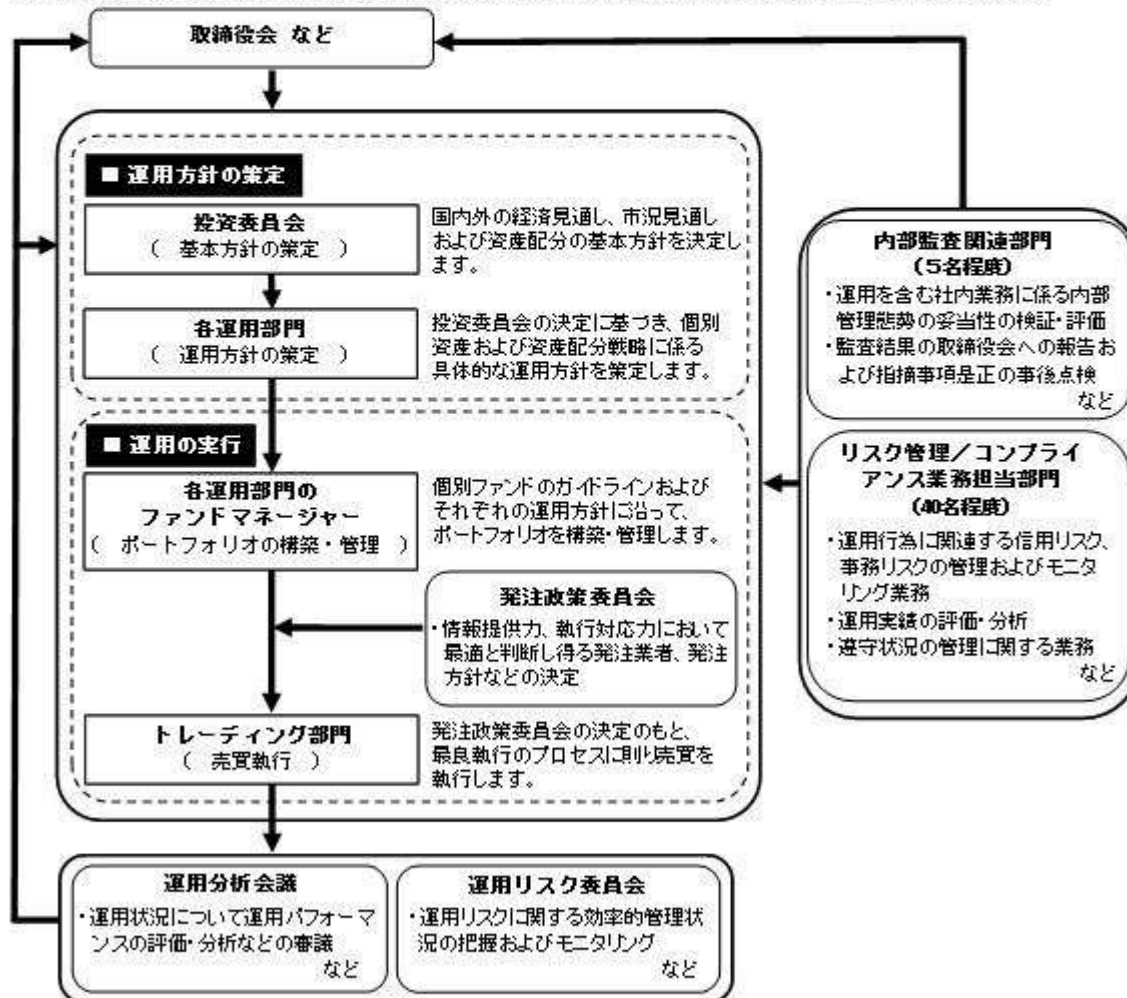 取締役会 など
■ 運用方針の策定
投資委員会
( 基本方針の策定 )
国内外の経済見通し、市況見通し
および資産配分の基本方針を決定し
ます。
各運用部門
( 運用方針の策定 )
投資委員会の決定に基づき、個別
資産および資産配分戦略に係る
具体的な運用方針を策定します。
■ 運用の実行
各運用部門の
ファンドマネージャー
( ポートフォリオの構築・管理 )
個別ファンドのガイドラインおよび
それぞれの運用方針に沿って、
ポートフォリオを構築・管理します。
発注政策委員会
・情報提供力、執行対応力において
最適と判断し得る発注業者、発注
方針などの決定
トレーディング部門
( 売買執行 )
発注政策委員会の決定のもと、
最良執行のプロセスに則り売買を
執行します。
運用分析会議
・運用状況について運用パフォーマ
ンスの評価・分析などの審議
など
運用リスク委員会
・運用リスクに関する効率的管理状
況の把握およびモニタリング
など
内部監査関連部門
(5名程度)
・運用を含む社内業務に係る内部
管理態勢の妥当性の検証・評価
・監査結果の取締役会への報告お
よび指摘事項是正の事後点検
など
リスク管理/コンプライ
アンス業務担当部門
(40名程度)
・運用行為に関連する信用リスク、
事務リスクの管理およびモニタ
リング業務
・運用実績の評価・分析
・遵守状況の管理に関する業務
など